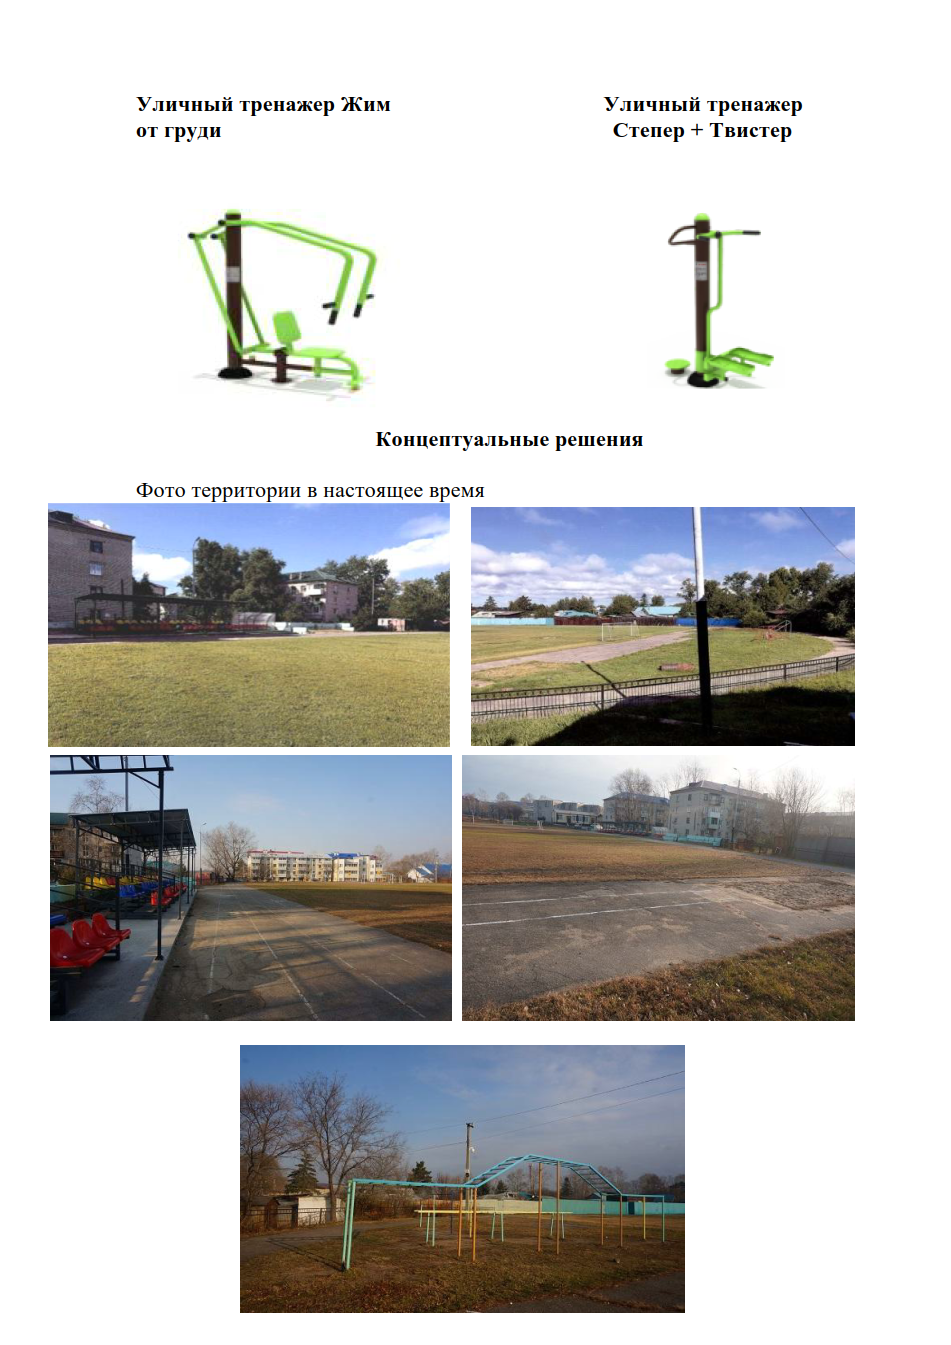 Уличный тренажер Жим
от груди
Уличный тренажер
Степер + Твистер
Концептуальные решения
Фото территории в настоящее время